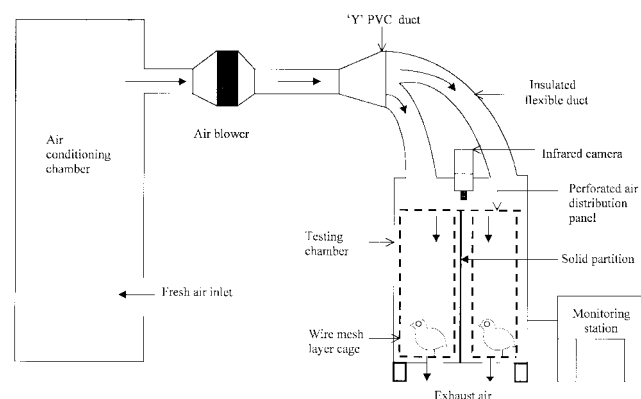 'Y' PVC duct
Insulated
flexible duct
Air blower
Air
conditioning
chamber
Infrared camera
Perforated air
distribution
panel
Testing
chamber
Solid partition
Fresh air inlet
Monitoring
station
Wire mesh
layer cage
Exhaust air